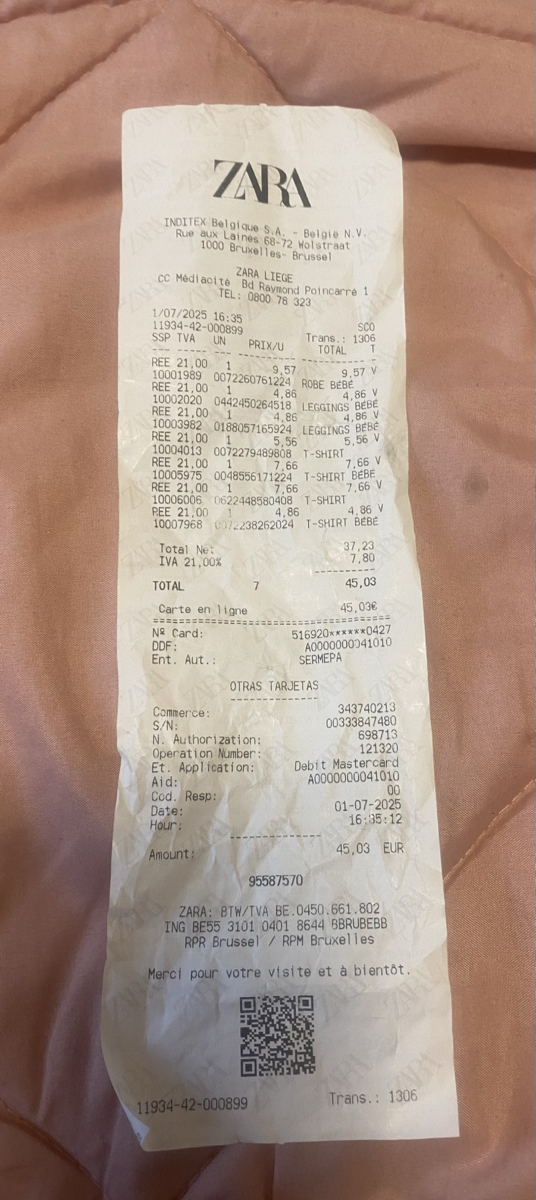 ZARA
INDITEX Belgique S.A. - België N.V.
Rue aux Laines 68-72 Wolstraat
1000 Bruxelles- Brussel
ZARA LIEGE
CC Médiacité Bd Raymond Poincarré 1
TEL: 0800 78 323
1/07/2025 16:35 SCO
11934-42-000899 Trans.: 1306
SSP TVA UN PRIX/U TOTAL T
REE 21,00 1 9,57 9,57 V
10001989 0072260761224 ROBE BÉBÉ
REE 21,00 1 4,86 4,86 V
10002020 0442450264518 LEGGINGS BÉBÉ
REE 21,00 1 4,86 4,86 V
10003982 0188057165924 LEGGINGS BÉBÉ
REE 21,00 1 5,56 5,56 V
10004013 0072279489808 T-SHIRT
REE 21,00 1 7,66 7,66 V
10005975 0048556171224 T-SHIRT BÉBÉ
REE 21,00 1 7,66 7,66 V
10006006 0622448580408 T-SHIRT
REE 21,00 1 4,86 4,86 V
10007968 0072238262024 T-SHIRT BÉBÉ
Total Net 37,23
IVA 21,00% 7,80
TOTAL 7 45,03
Carte en ligne 45,03€
Nº Card: 516920******0427
DDF: A0000000041010
Ent. Aut.: SERMEPA
OTRAS TARJETAS
Commerce: 343740213
S/N: 00333847480
N. Authorization: 698713
Operation Number: 121320
Et. Application: Debit Mastercard
Aid: A0000000041010
Cod. Resp: 00
Date: 01-07-2025
Hour: 16:35:12
Amount: 45,03 EUR
95587570
ZARA: BTW/TVA BE.0450.661.802
ING BE55 3101 0401 8644 BBRUBEBB
RPR Brussel / RPM Bruxelles
Merci pour votre visite et à bientôt.
11934-42-000899 Trans.: 1306